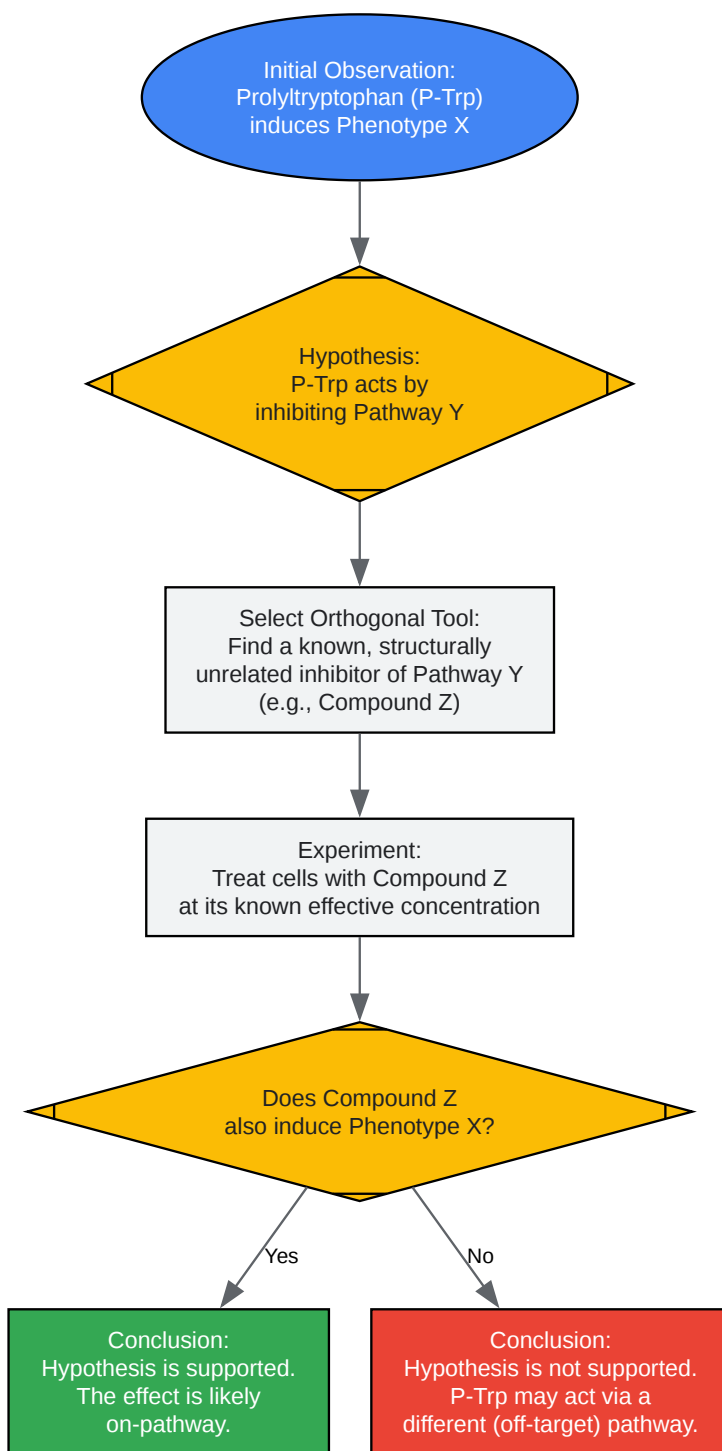 Initial Observation:
Prolyltryptophan (P-Trp)
induces Phenotype X
Hypothesis:
P-Trp acts by
inhibiting Pathway Y
Select Orthogonal Tool:
Find a known, structurally
unrelated inhibitor of Pathway Y
(e.g., Compound Z)
Experiment:
Treat cells with Compound Z
at its known effective concentration
Does Compound Z
also induce Phenotype X?
Yes
No
Conclusion:
Hypothesis is supported.
The effect is likely
on-pathway.
Conclusion:
Hypothesis is not supported.
P-Trp may act via a
different (off-target) pathway.